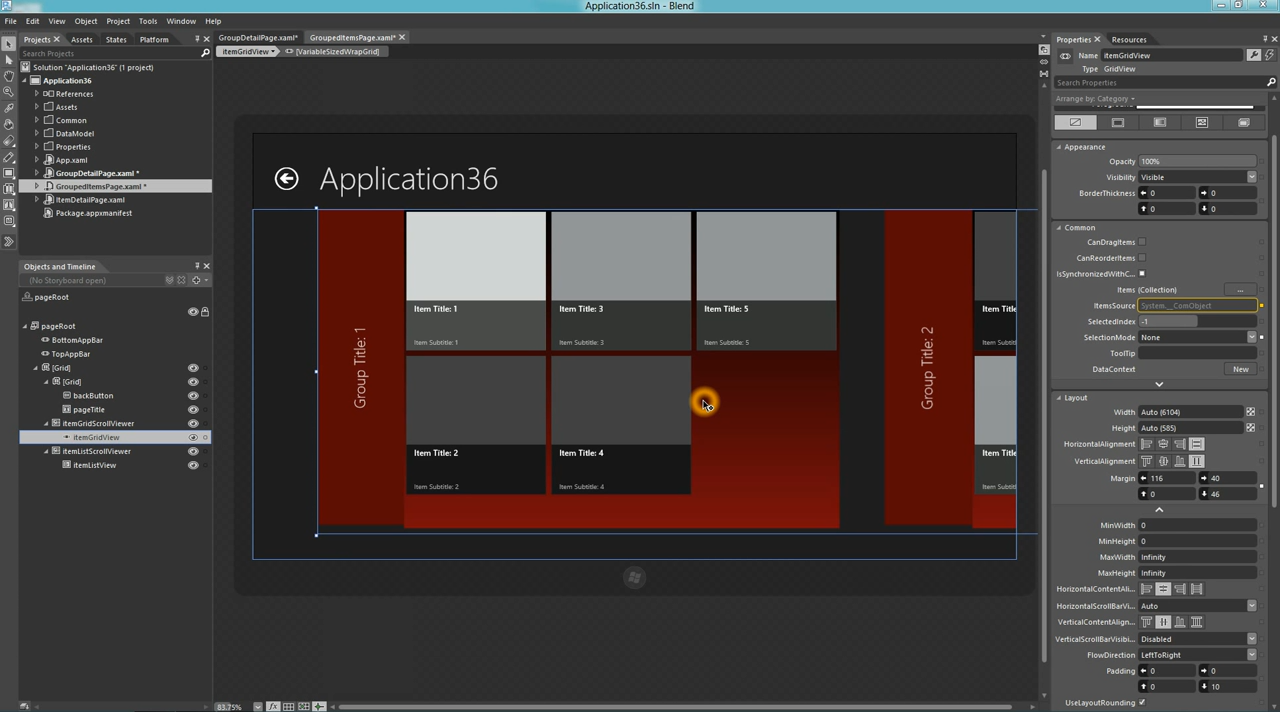 Application36.sln - Blend
File Edit View Object Project Tools Window Help
Projects Assets States Platform
Search Projects
Solution "Application36" (1 project)
Application36
References
Assets
Common
DataModel
Properties
App.xaml
GroupDetailPage.xaml *
GroupedItemsPage.xaml *
ItemDetailPage.xaml
Package.appxmanifest
Objects and Timeline
(No Storyboard open)
pageRoot
pageRoot
BottomAppBar
TopAppBar
[Grid]
[Grid]
backButton
pageTitle
itemGridScrollViewer
itemGridView
itemListScrollViewer
itemListView
GroupDetailPage.xaml* GroupedItemsPage.xaml*
itemGridView [VariableSizedWrapGrid]
Application36
Group Title: 1
Item Title: 1
Item Subtitle: 1
Item Title: 3
Item Subtitle: 3
Item Title: 5
Item Subtitle: 5
Item Title: 2
Item Subtitle: 2
Item Title: 4
Item Subtitle: 4
Group Title: 2
Item Title
Item Subti
Item Title
Item Subti
83.75%
fx
Properties Resources
Name itemGridView
Type GridView
Search Properties
Arrange by: Category
Appearance
Opacity 100%
Visibility Visible
BorderThickness 0 0
0 0
Common
CanDragItems
CanReorderItems
IsSynchronizedWithC...
Items (Collection) ...
ItemsSource System.__ComObject
SelectedIndex -1
SelectionMode None
ToolTip
DataContext New
Layout
Width Auto (6104)
Height Auto (585)
HorizontalAlignment
VerticalAlignment
Margin 116 40
0 46
MinWidth 0
MinHeight 0
MaxWidth Infinity
MaxHeight Infinity
HorizontalContentAli...
HorizontalScrollBarVi... Auto
VerticalContentAlign...
VerticalScrollBarVisibi... Disabled
FlowDirection LeftToRight
Padding 0 0
0 10
UseLayoutRounding